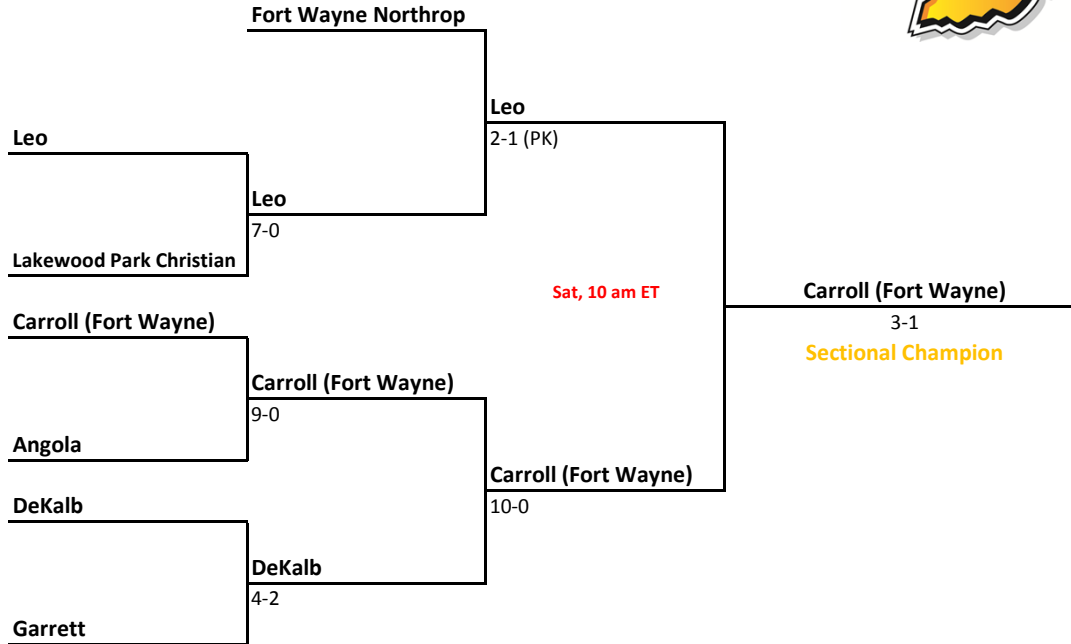 Fort Wayne Northrop
Leo
2-1 (PK)
Leo
Leo
7-0
Lakewood Park Christian
Sat, 10 am ET
Carroll (Fort Wayne)
3-1
Sectional Champion
Carroll (Fort Wayne)
Carroll (Fort Wayne)
9-0
Angola
Carroll (Fort Wayne)
10-0
DeKalb
DeKalb
4-2
Garrett